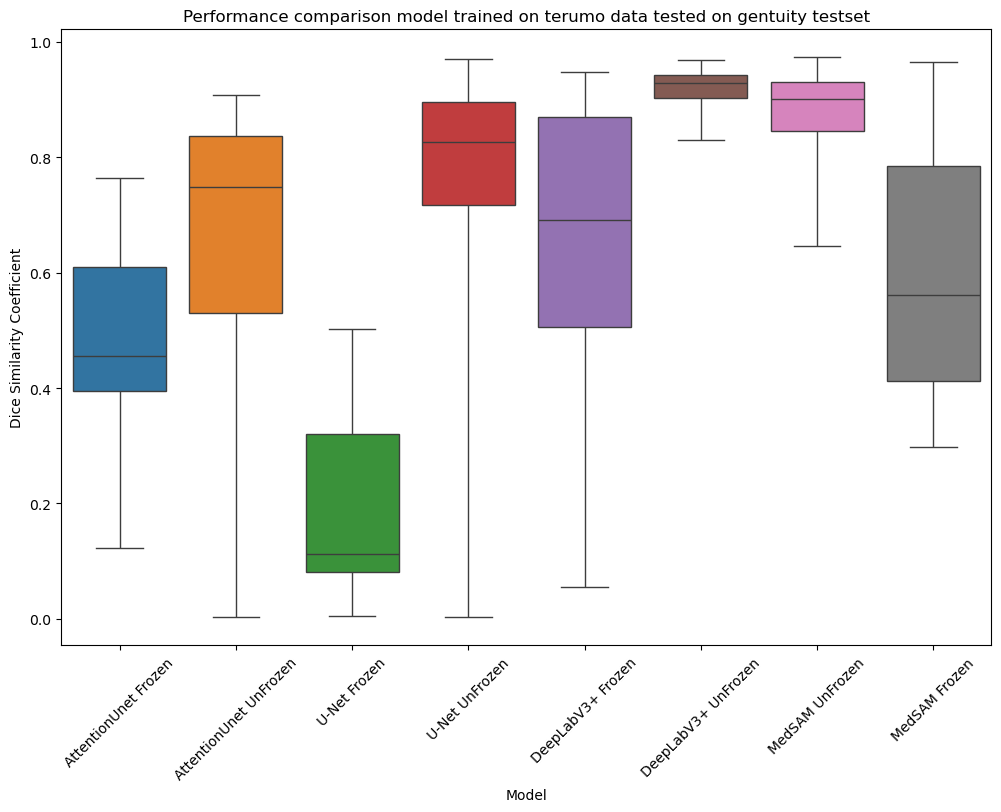 Performance comparison model trained on terumo data tested on gentuity testset
Dice Similarity Coefficient
1.0
0.8
0.6
0.4
0.2
0.0
AttentionUnet Frozen
AttentionUnet UnFrozen
U-Net Frozen
U-Net UnFrozen
DeepLabV3+ Frozen
DeepLabV3+ UnFrozen
MedSAM UnFrozen
MedSAM Frozen
Model